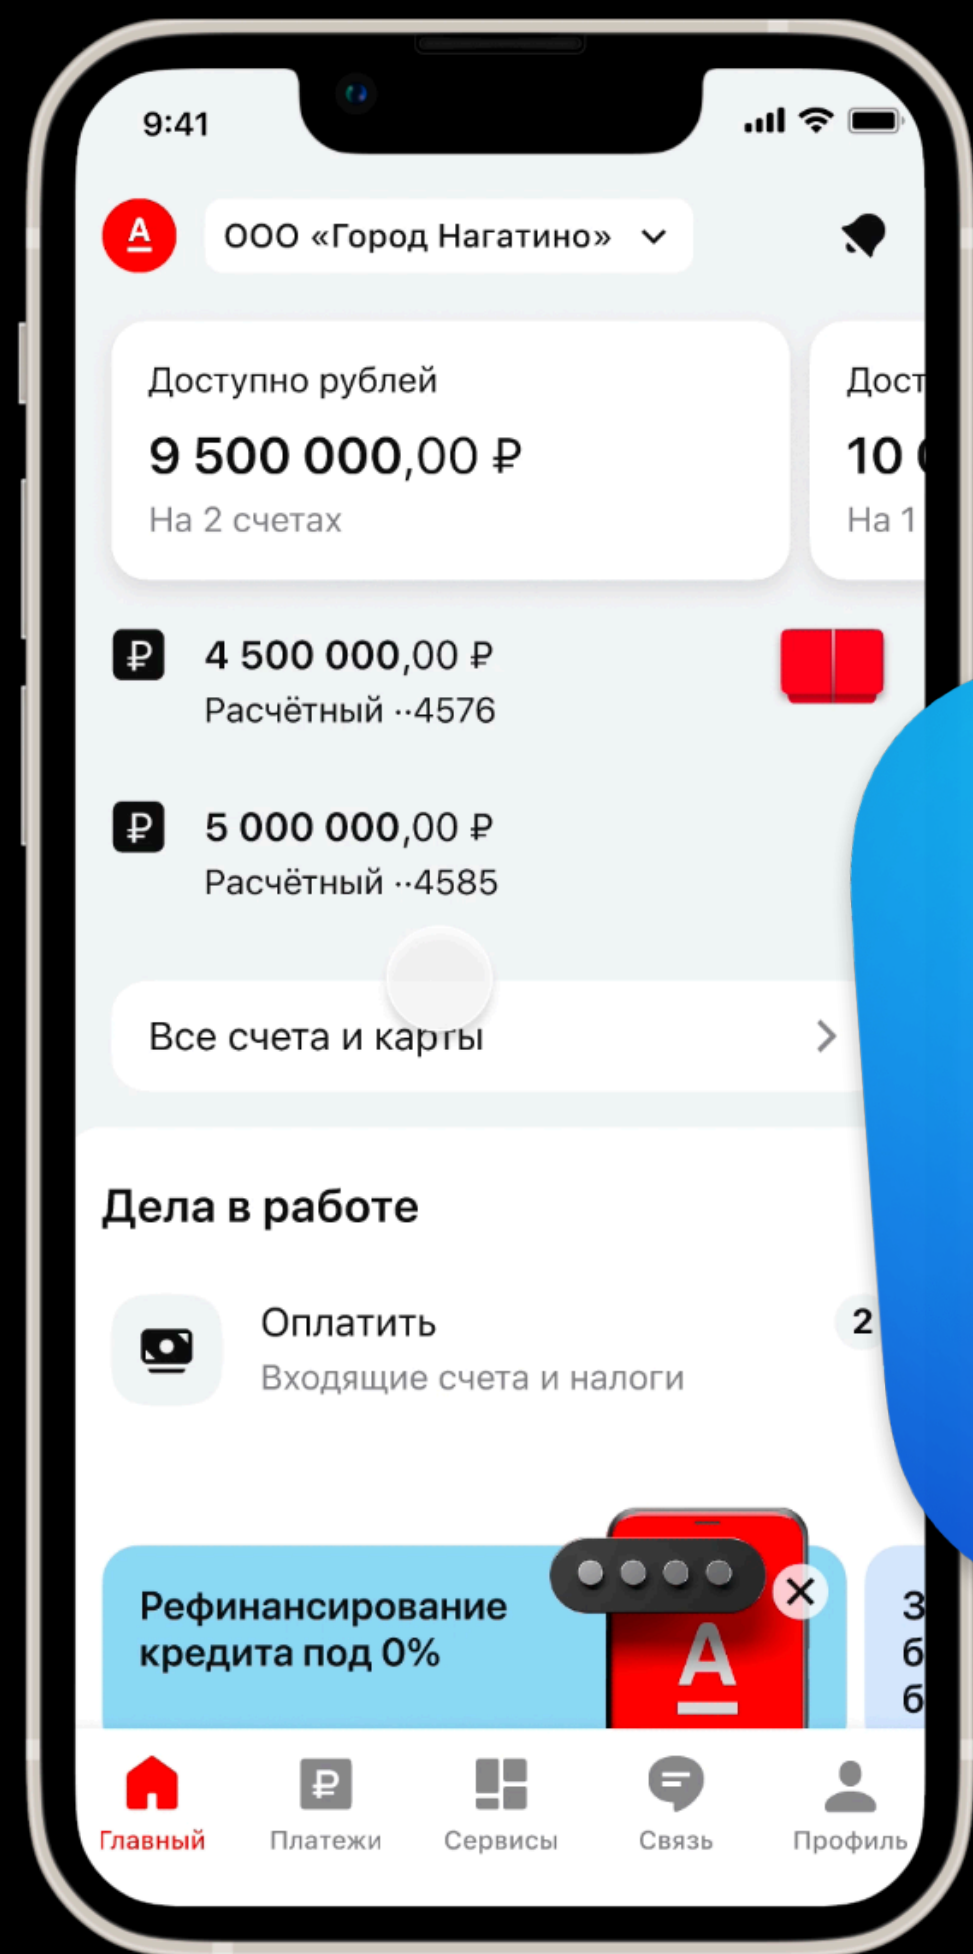 9:41
А
ООО «Город Нагатино»
Доступно рублей
9 500 000,00 ₽
На 2 счетах
Дост
10 0
На 1
₽
4 500 000,00 ₽
Расчётный ··4576
₽
5 000 000,00 ₽
Расчётный ··4585
Все счета и карты
Дела в работе
Оплатить
2
Входящие счета и налоги
Рефинансирование
кредита под 0%
А
З
б
б
₽
Главный
Платежи
Сервисы
Связь
Профиль